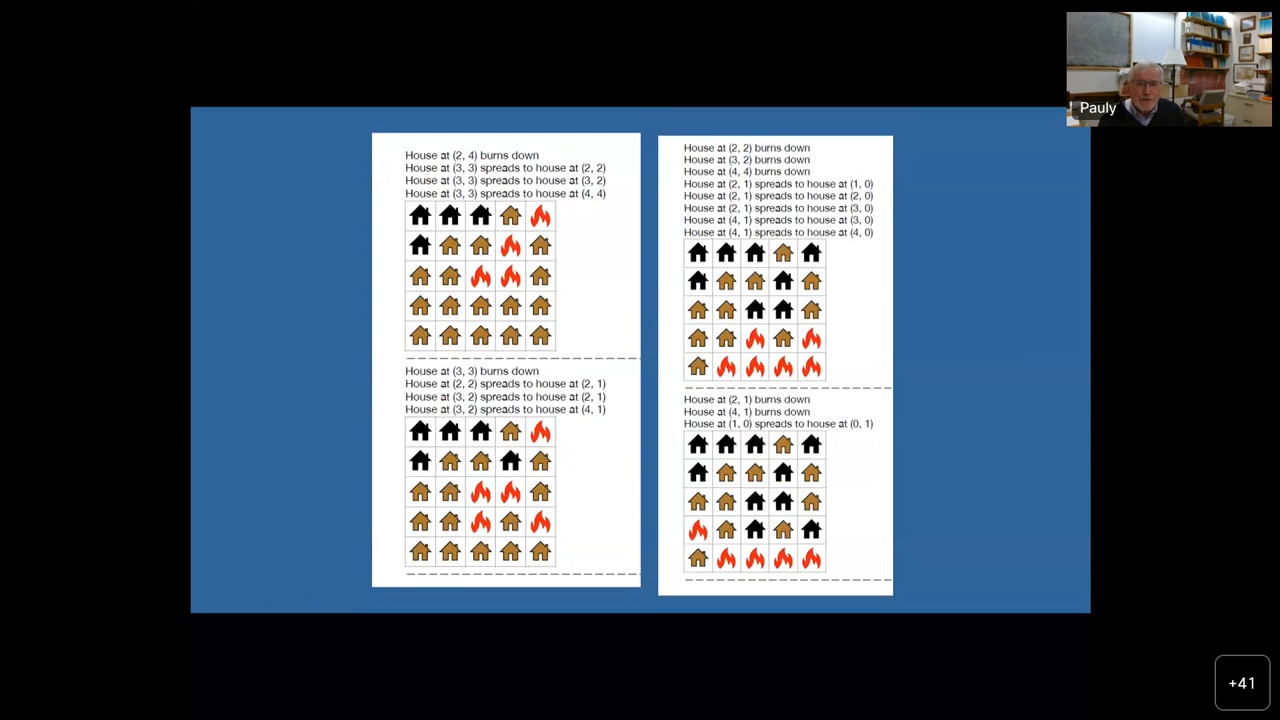 House at (2, 4) burns down
House at (3, 3) spreads to house at (2, 2)
House at (3, 3) spreads to house at (3, 2)
House at (3, 3) spreads to house at (4, 4)
House at (3, 3) burns down
House at (2, 2) spreads to house at (2, 1)
House at (3, 2) spreads to house at (2, 1)
House at (3, 2) spreads to house at (4, 1)
House at (2, 2) burns down
House at (3, 2) burns down
House at (4, 4) burns down
House at (2, 1) spreads to house at (1, 0)
House at (2, 1) spreads to house at (2, 0)
House at (2, 1) spreads to house at (3, 0)
House at (4, 1) spreads to house at (3, 0)
House at (4, 1) spreads to house at (4, 0)
House at (2, 1) burns down
House at (4, 1) burns down
House at (1, 0) spreads to house at (0, 1)
Pauly
+41